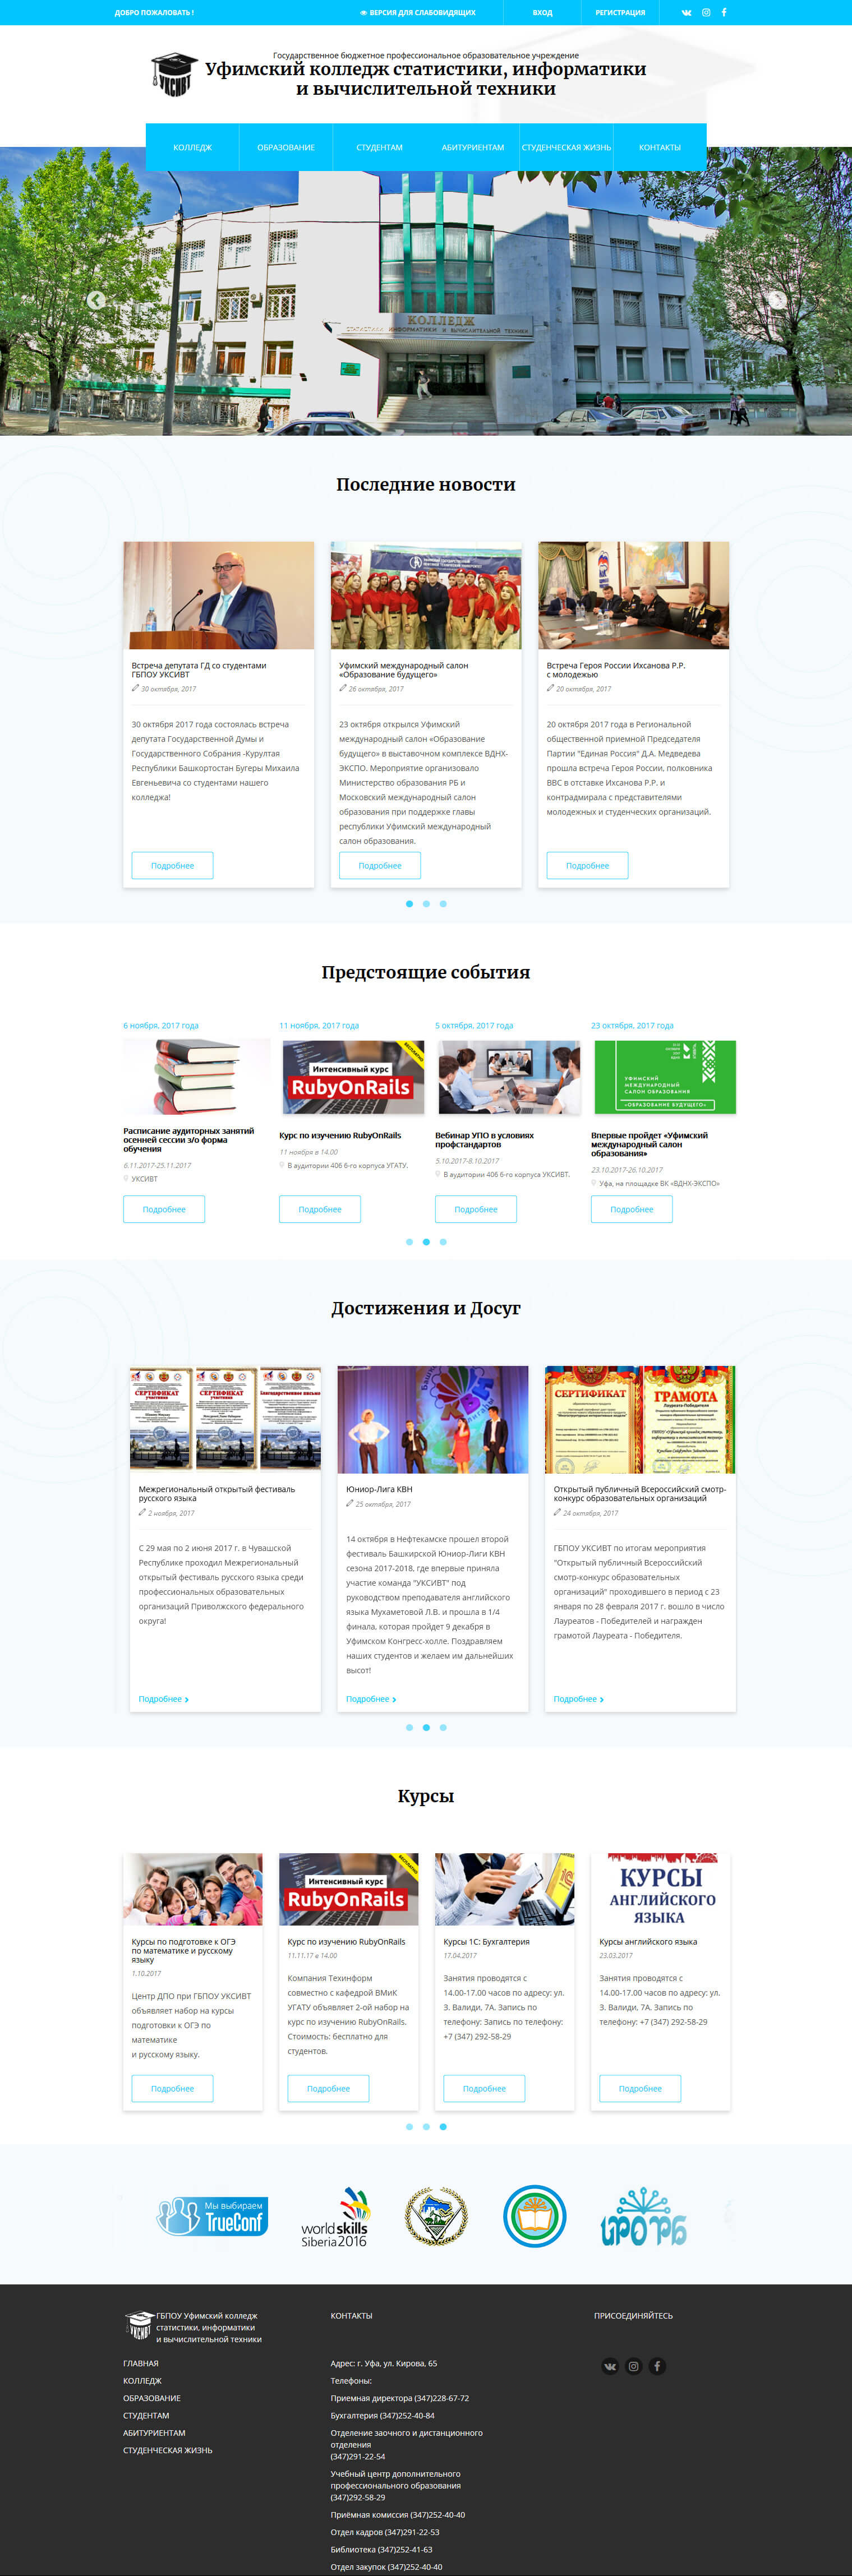 ДОБРО ПОЖАЛОВАТЬ !
ВЕРСИЯ ДЛЯ СЛАБОВИДЯЩИХ
ВХОД
РЕГИСТРАЦИЯ
Государственное бюджетное профессиональное образовательное учреждение
Уфимский колледж статистики, информатики
и вычислительной техники
УКСИВТ
КОЛЛЕДЖ
ОБРАЗОВАНИЕ
СТУДЕНТАМ
АБИТУРИЕНТАМ
СТУДЕНЧЕСКАЯ ЖИЗНЬ
КОНТАКТЫ
КОЛЛЕДЖ
СТАТИСТИКИ ИНФОРМАТИКИ И ВЫЧИСЛИТЕЛЬНОЙ ТЕХНИКИ
Последние новости
Встреча депутата ГД со студентами
ГБПОУ УКСИВТ
30 октября, 2017
30 октября 2017 года состоялась встреча
депутата Государственной Думы и
Государственного Собрания -Курултая
Республики Башкортостан Бугеры Михаила
Евгеньевича со студентами нашего
колледжа!
Подробнее
Уфимский международный салон
«Образование будущего»
26 октября, 2017
23 октября открылся Уфимский
международный салон «Образование
будущего» в выставочном комплексе ВДНХ-
ЭКСПО. Мероприятие организовало
Министерство образования РБ и
Московский международный салон
образования при поддержке главы
республики Уфимский международный
салон образования.
Подробнее
Встреча Героя России Ихсанова Р.Р.
с молодежью
20 октября, 2017
20 октября 2017 года в Региональной
общественной приемной Председателя
Партии "Единая Россия" Д.А. Медведева
прошла встреча Героя России, полковника
ВВС в отставке Ихсанова Р.Р. и
контрадмирала с представителями
молодежных и студенческих организаций.
Подробнее
Предстоящие события
6 ноября, 2017 года
Расписание аудиторных занятий
осенней сессии з/о форма
обучения
6.11.2017-25.11.2017
УКСИВТ
Подробнее
11 ноября, 2017 года
БЕСПЛАТНО
Интенсивный курс
RubyOnRails
Курс по изучению RubyOnRails
11 ноября в 14.00
В аудитории 406 6-го корпуса УГАТУ.
Подробнее
5 октября, 2017 года
Вебинар УПО в условиях
профстандартов
5.10.2017-8.10.2017
В аудитории 406 6-го корпуса УКСИВТ.
Подробнее
23 октября, 2017 года
УФИМСКИЙ
МЕЖДУНАРОДНЫЙ
САЛОН ОБРАЗОВАНИЯ
«ОБРАЗОВАНИЕ БУДУЩЕГО»
Впервые пройдет «Уфимский
международный салон
образования»
23.10.2017-26.10.2017
Уфа, на площадке ВК «ВДНХ-ЭКСПО»
Подробнее
Достижения и Досуг
СЕРТИФИКАТ
участника
СЕРТИФИКАТ
участника
Благодарственное письмо
Межрегиональный открытый фестиваль
русского языка
2 ноября, 2017
С 29 мая по 2 июня 2017 г. в Чувашской
Республике проходил Межрегиональный
открытый фестиваль русского языка среди
профессиональных образовательных
организаций Приволжского федерального
округа!
Подробнее
Юниор-Лига КВН
25 октября, 2017
14 октября в Нефтекамске прошел второй
фестиваль Башкирской Юниор-Лиги КВН
сезона 2017-2018, где впервые приняла
участие команда "УКСИВТ" под
руководством преподавателя английского
языка Мухаметовой Л.В. и прошла в 1/4
финала, которая пройдет 9 декабря в
Уфимском Конгресс-холле. Поздравляем
наших студентов и желаем им дальнейших
высот!
Подробнее
СЕРТИФИКАТ
ГРАМОТА
Лауреата-Победителя
Открытый публичный Всероссийский смотр-
конкурс образовательных организаций
24 октября, 2017
ГБПОУ УКСИВТ по итогам мероприятия
"Открытый публичный Всероссийский
смотр-конкурс образовательных
организаций" проходившего в период с 23
января по 28 февраля 2017 г. вошло в число
Лауреатов - Победителей и награжден
грамотой Лауреата - Победителя.
Подробнее
Курсы
Курсы по подготовке к ОГЭ
по математике и русскому
языку
1.10.2017
Центр ДПО при ГБПОУ УКСИВТ
объявляет набор на курсы
подготовки к ОГЭ по
математике
и русскому языку.
Подробнее
БЕСПЛАТНО
Интенсивный курс
RubyOnRails
Курс по изучению RubyOnRails
11.11.17 в 14.00
Компания Техинформ
совместно с кафедрой ВМиК
УГАТУ объявляет 2-ой набор на
курс по изучению RubyOnRails.
Стоимость: бесплатно для
студентов.
Подробнее
Курсы 1С: Бухгалтерия
17.04.2017
Занятия проводятся с
14.00-17.00 часов по адресу: ул.
З. Валиди, 7А. Запись по
телефону: Запись по телефону:
+7 (347) 292-58-29
Подробнее
КУРСЫ
АНГЛИЙСКОГО
ЯЗЫКА
Курсы английского языка
23.03.2017
Занятия проводятся с
14.00-17.00 часов по адресу: ул.
З. Валиди, 7А. Запись по
телефону: +7 (347) 292-58-29
Подробнее
Мы выбираем
TrueConf
worldskills
Siberia2016
ИРО РБ
УКСИВТ
ГБПОУ Уфимский колледж
статистики, информатики
и вычислительной техники
ГЛАВНАЯ
КОЛЛЕДЖ
ОБРАЗОВАНИЕ
СТУДЕНТАМ
АБИТУРИЕНТАМ
СТУДЕНЧЕСКАЯ ЖИЗНЬ
КОНТАКТЫ
Адрес: г. Уфа, ул. Кирова, 65
Телефоны:
Приемная директора (347)228-67-72
Бухгалтерия (347)252-40-84
Отделение заочного и дистанционного
отделения
(347)291-22-54
Учебный центр дополнительного
профессионального образования
(347)292-58-29
Приёмная комиссия (347)252-40-40
Отдел кадров (347)291-22-53
Библиотека (347)252-41-63
Отдел закупок (347)252-40-40
ПРИСОЕДИНЯЙТЕСЬ